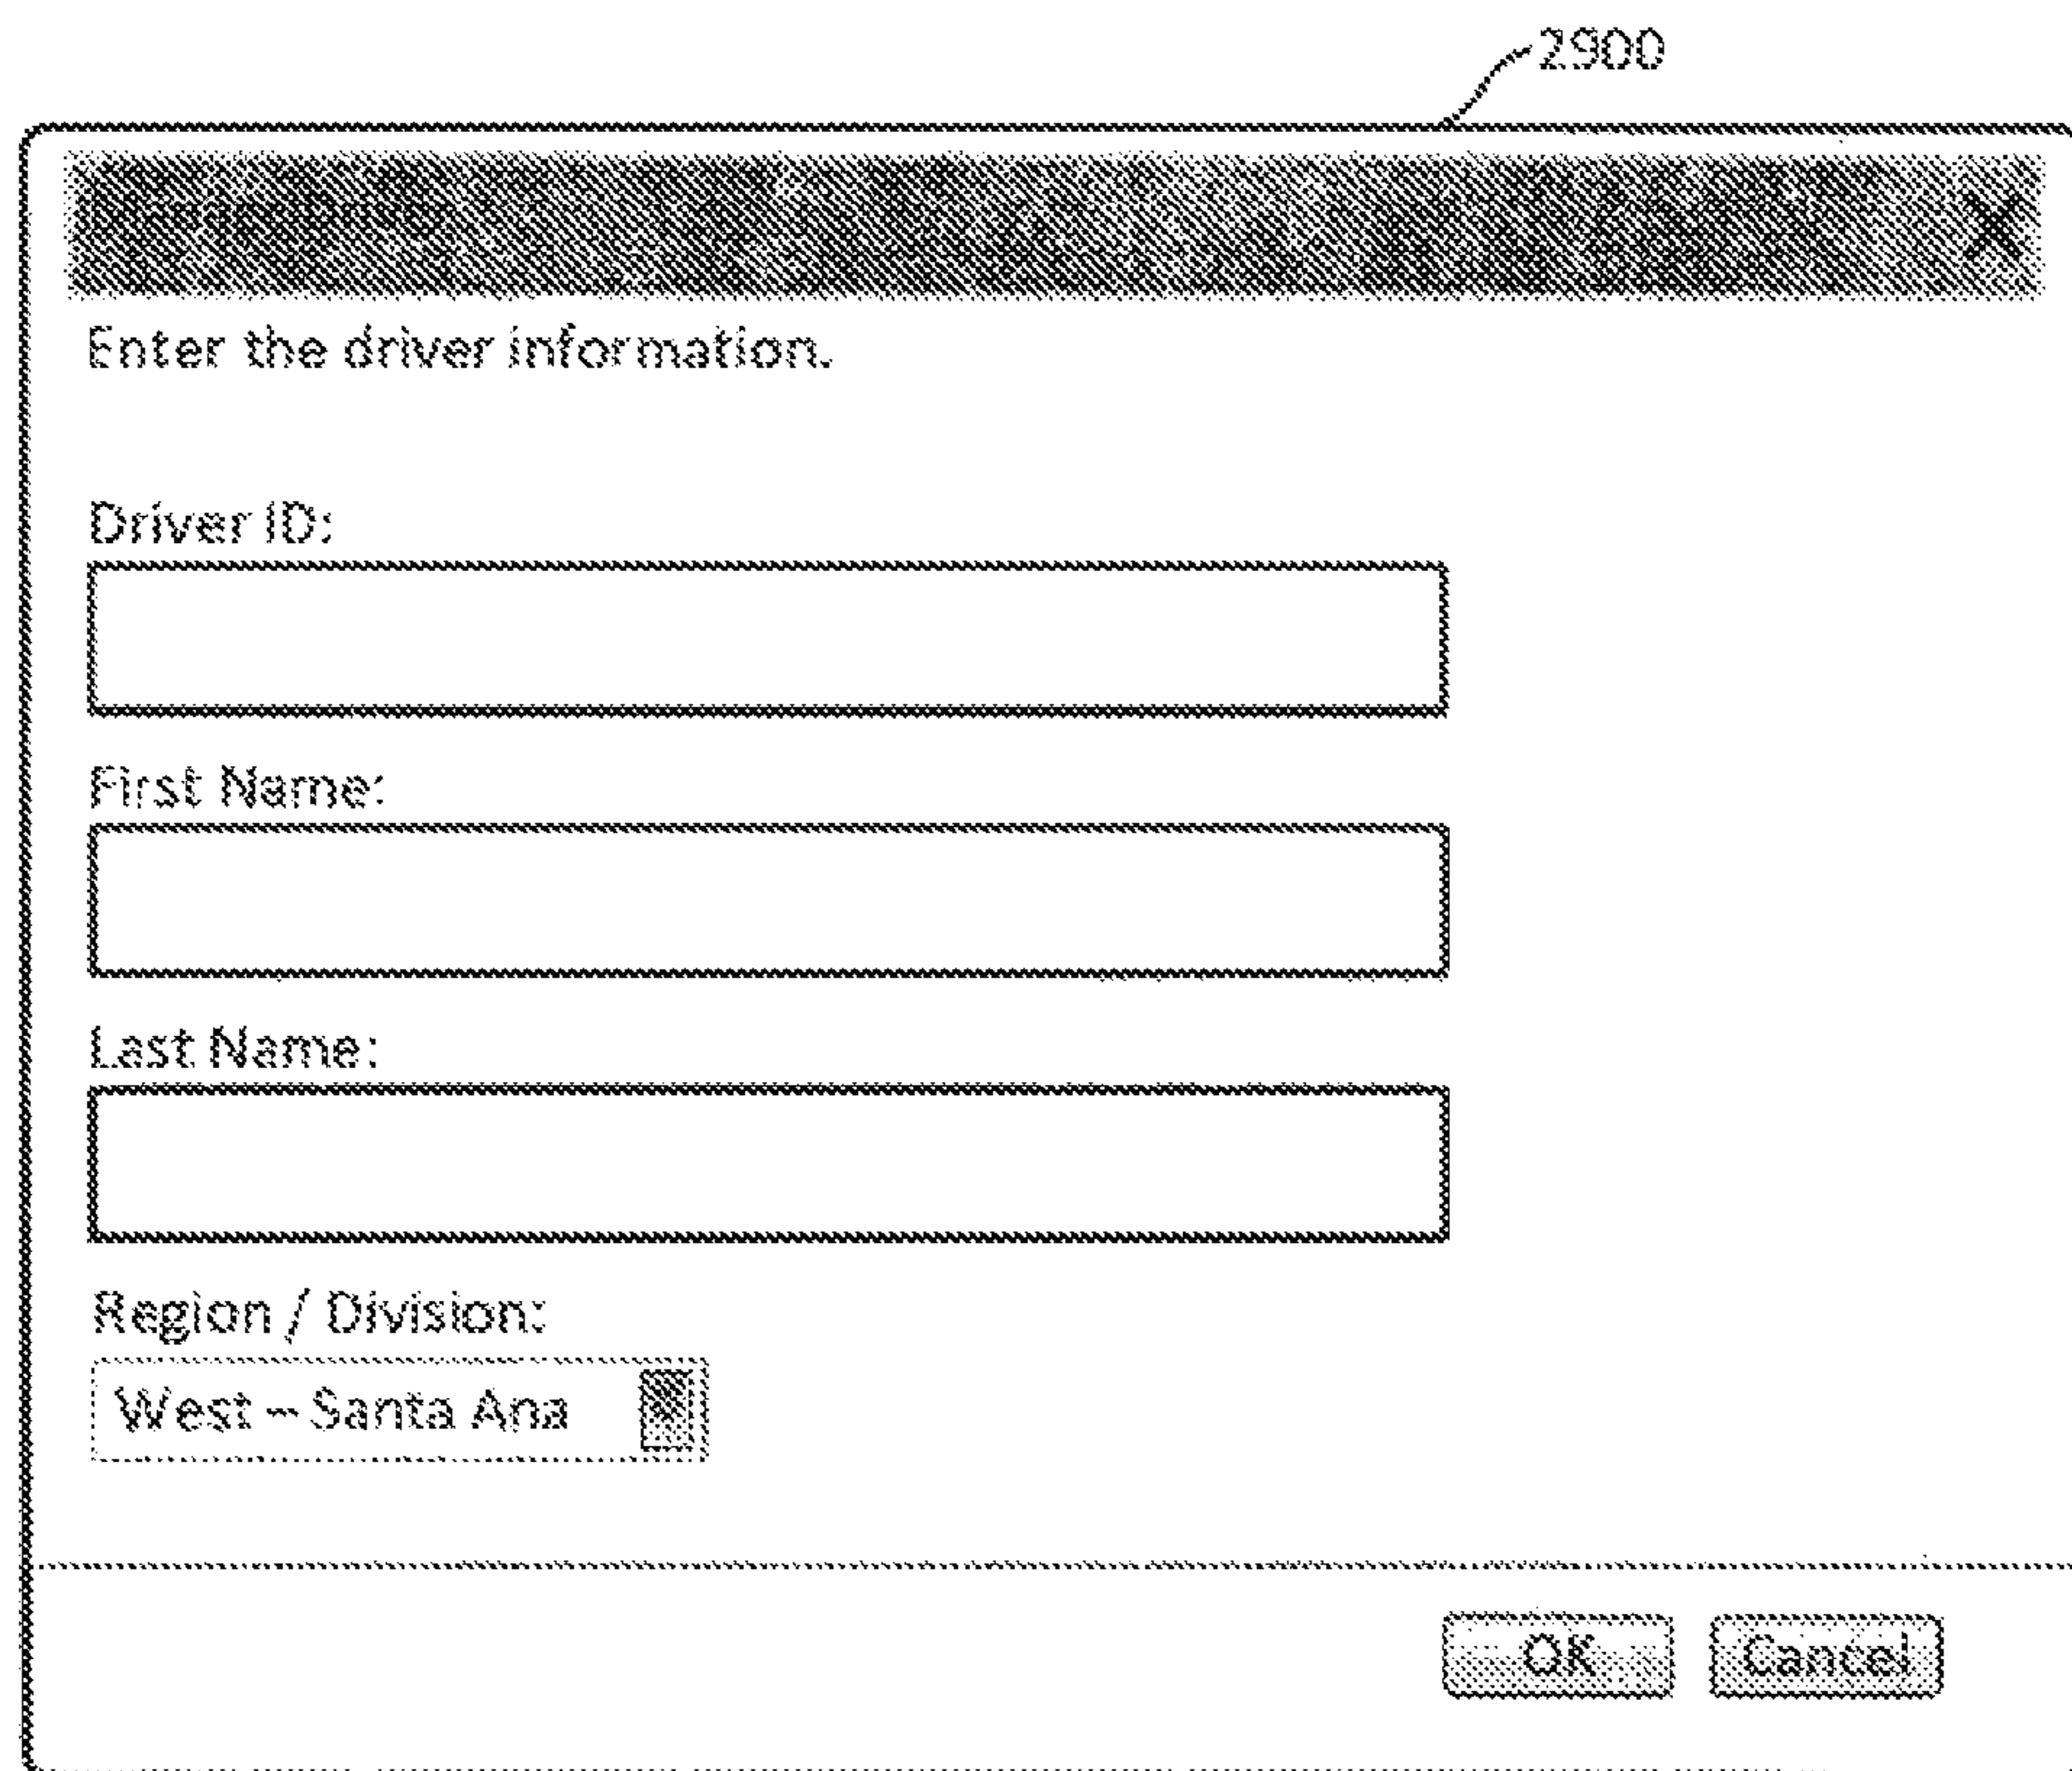 2900
X
Enter the driver information.
Driver ID:
First Name:
Last Name:
Region / Division:
West – Santa Ana
OK Cancel